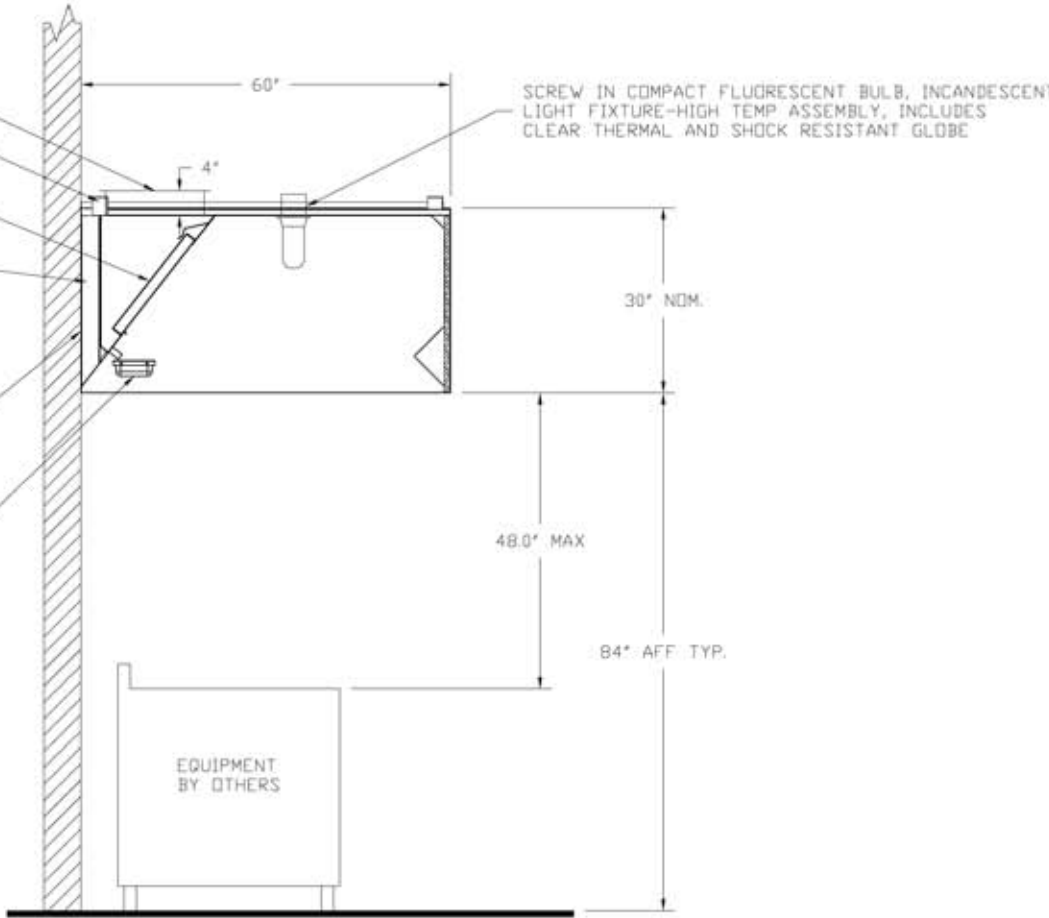 60"
SCREW IN COMPACT FLUORESCENT BULB, INCANDESCENT
LIGHT FIXTURE-HIGH TEMP ASSEMBLY, INCLUDES
CLEAR THERMAL AND SHOCK RESISTANT GLOBE
4"
30" NOM.
48.0" MAX
84" AFF TYP.
EQUIPMENT
BY OTHERS